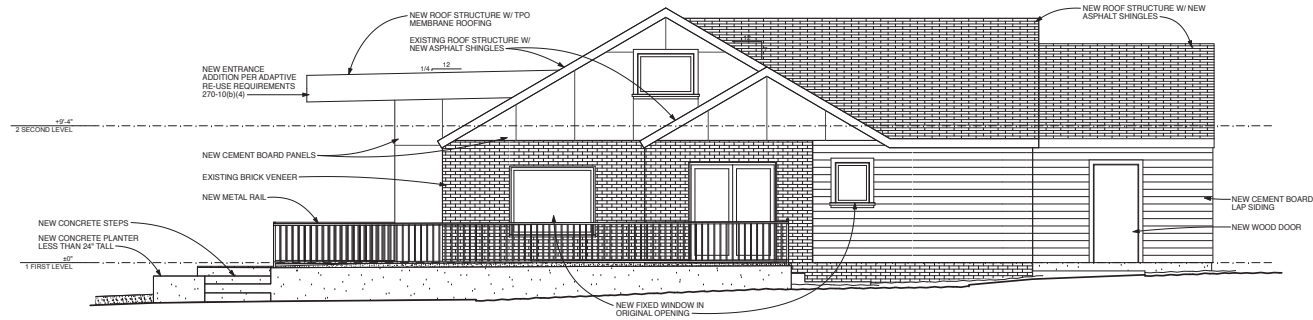 NEW ROOF STRUCTURE W/ TPO
MEMBRANE ROOFING
EXISTING ROOF STRUCTURE W/
NEW ASPHALT SHINGLES
NEW ROOF STRUCTURE W/ NEW
ASPHALT SHINGLES
12
1/4
NEW ENTRANCE
ADDITION PER ADAPTIVE
RE-USE REQUIREMENTS
270-10(b)(4)
+9'-4"
2 SECOND LEVEL
NEW CEMENT BOARD PANELS
EXISTING BRICK VENEER
NEW METAL RAIL
NEW CONCRETE STEPS
NEW CONCRETE PLANTER
LESS THAN 24" TALL
±0"
1 FIRST LEVEL
NEW CEMENT BOARD
LAP SIDING
NEW WOOD DOOR
NEW FIXED WINDOW IN
ORIGINAL OPENING